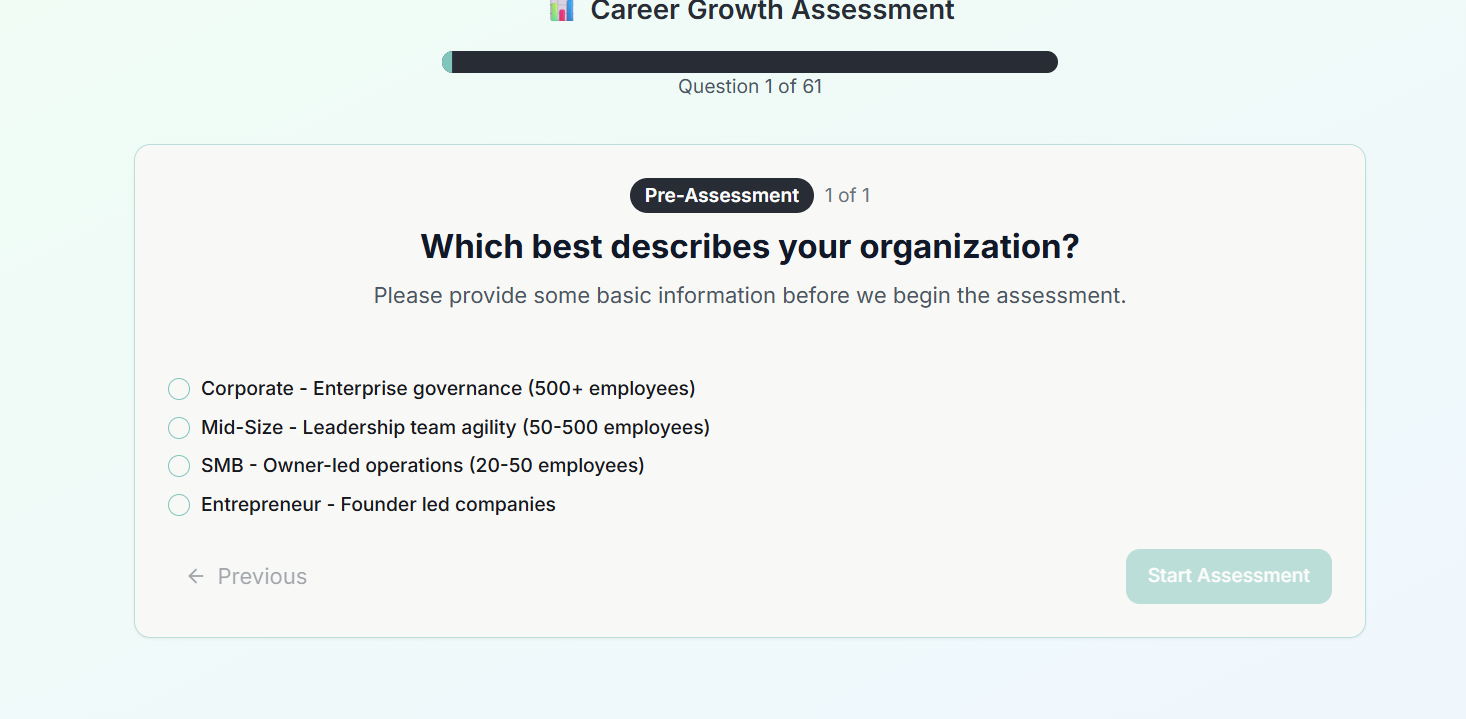 Career Growth Assessment
Question 1 of 61
Pre-Assessment 1 of 1
Which best describes your organization?
Please provide some basic information before we begin the assessment.
Corporate - Enterprise governance (500+ employees)
Mid-Size - Leadership team agility (50-500 employees)
SMB - Owner-led operations (20-50 employees)
Entrepreneur - Founder led companies
← Previous
Start Assessment